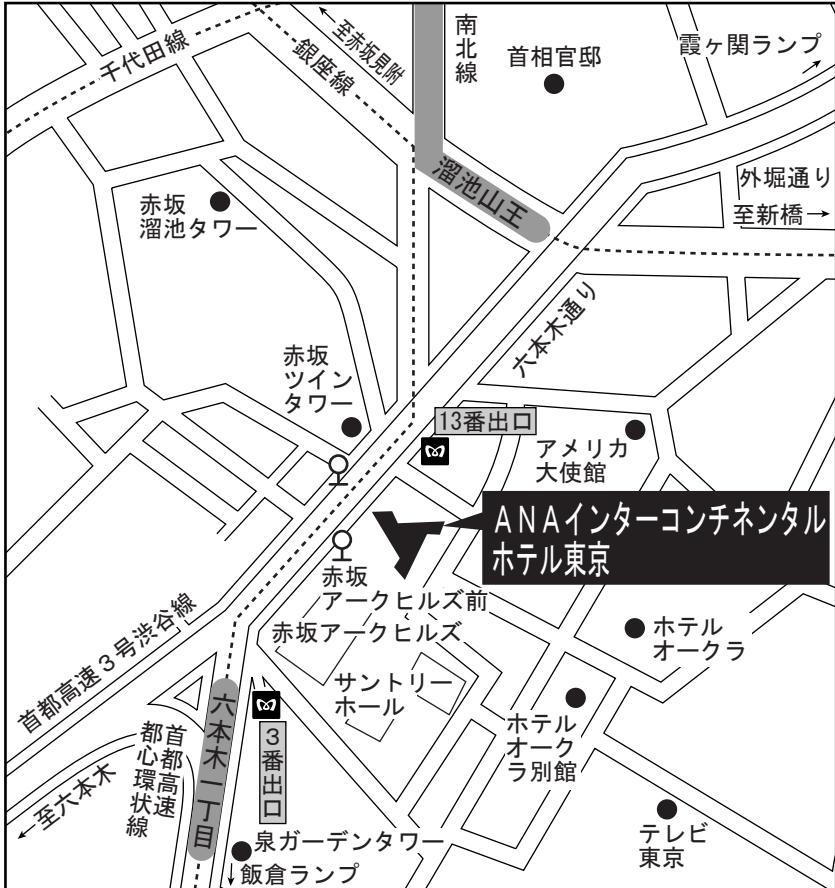 千代田線
←至赤坂見附
銀座線
南北線
首相官邸
霞ヶ関ランプ
→
赤坂
溜池タワー
溜池山王
外堀通り
至新橋→
六本木通り
赤坂
ツイン
タワー
13番出口
アメリカ
大使館
ANAインターコンチネンタル
ホテル東京
赤坂
アークヒルズ前
赤坂アークヒルズ
ホテル
オークラ
首都高速3号渋谷線
サントリー
ホール
六本木一丁目
3番出口
ホテル
オーク
ラ別館
首都高速
都心環状線
←至六本木
泉ガーデンタワー
↓飯倉ランプ
テレビ
東京